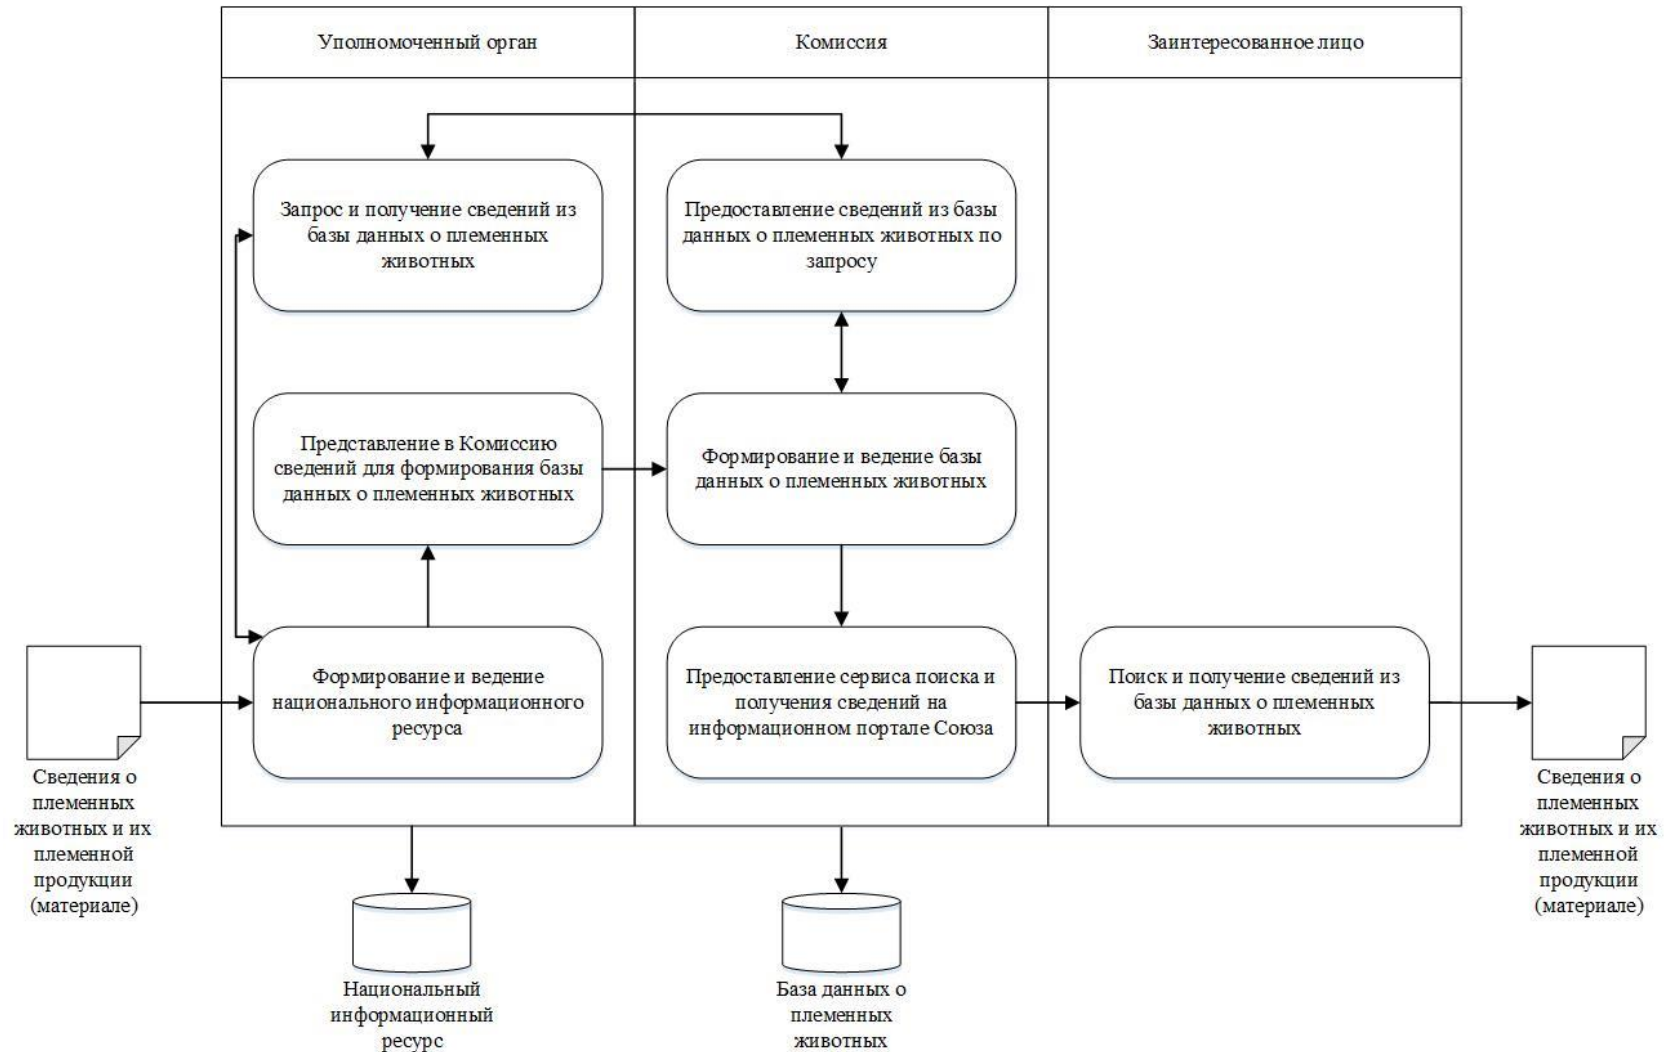 Уполномоченный орган
Комиссия
Заинтересованное лицо
Запрос и получение сведений из
базы данных о племенных
животных
Предоставление сведений из базы
данных о племенных животных по
запросу
Представление в Комиссию
сведений для формирования базы
данных о племенных животных
Формирование и ведение базы
данных о племенных животных
Формирование и ведение
национального информационного
ресурса
Предоставление сервиса поиска и
получения сведений на
информационном портале Союза
Поиск и получение сведений из
базы данных о племенных
животных
Сведения о
племенных
животных и их
племенной
продукции
(материале)
Сведения о
племенных
животных и их
племенной
продукции
(материале)
Национальный
информационный
ресурс
База данных о
племенных
животных